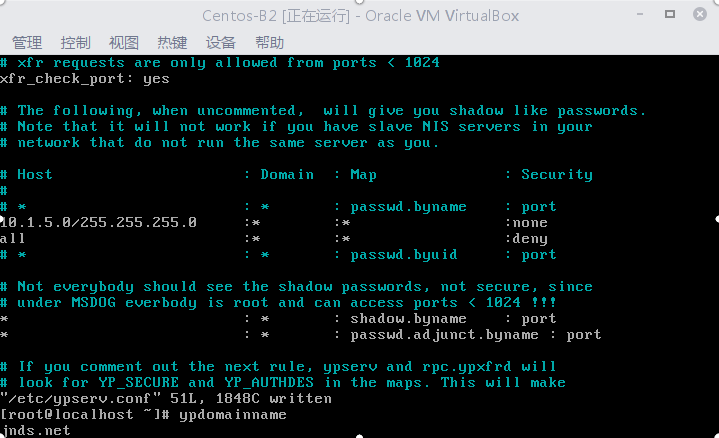 Centos-B2 [正在运行] - Oracle VM VirtualBox
管理 控制 视图 热键 设备 帮助
# xfr requests are only allowed from ports < 1024
xfr_check_port: yes
# The following, when uncommented,  will give you shadow like passwords.
# Note that it will not work if you have slave NIS servers in your
# network that do not run the same server as you.
# Host                     : Domain  : Map              : Security
#
# *                        : *       : passwd.byname    : port
10.1.5.0/255.255.255.0     :*        :*                 :none
all                        :*        :*                 :deny
# *                        : *       : passwd.byuid     : port
# Not everybody should see the shadow passwords, not secure, since
# under MSDOG everbody is root and can access ports < 1024 !!!
*                          : *       : shadow.byname    : port
*                          : *       : passwd.adjunct.byname : port
# If you comment out the next rule, ypserv and rpc.ypxfrd will
# look for YP_SECURE and YP_AUTHDES in the maps. This will make
"/etc/ypserv.conf" 51L, 1848C written
[root@localhost ~]# ypdomainname
jnds.net